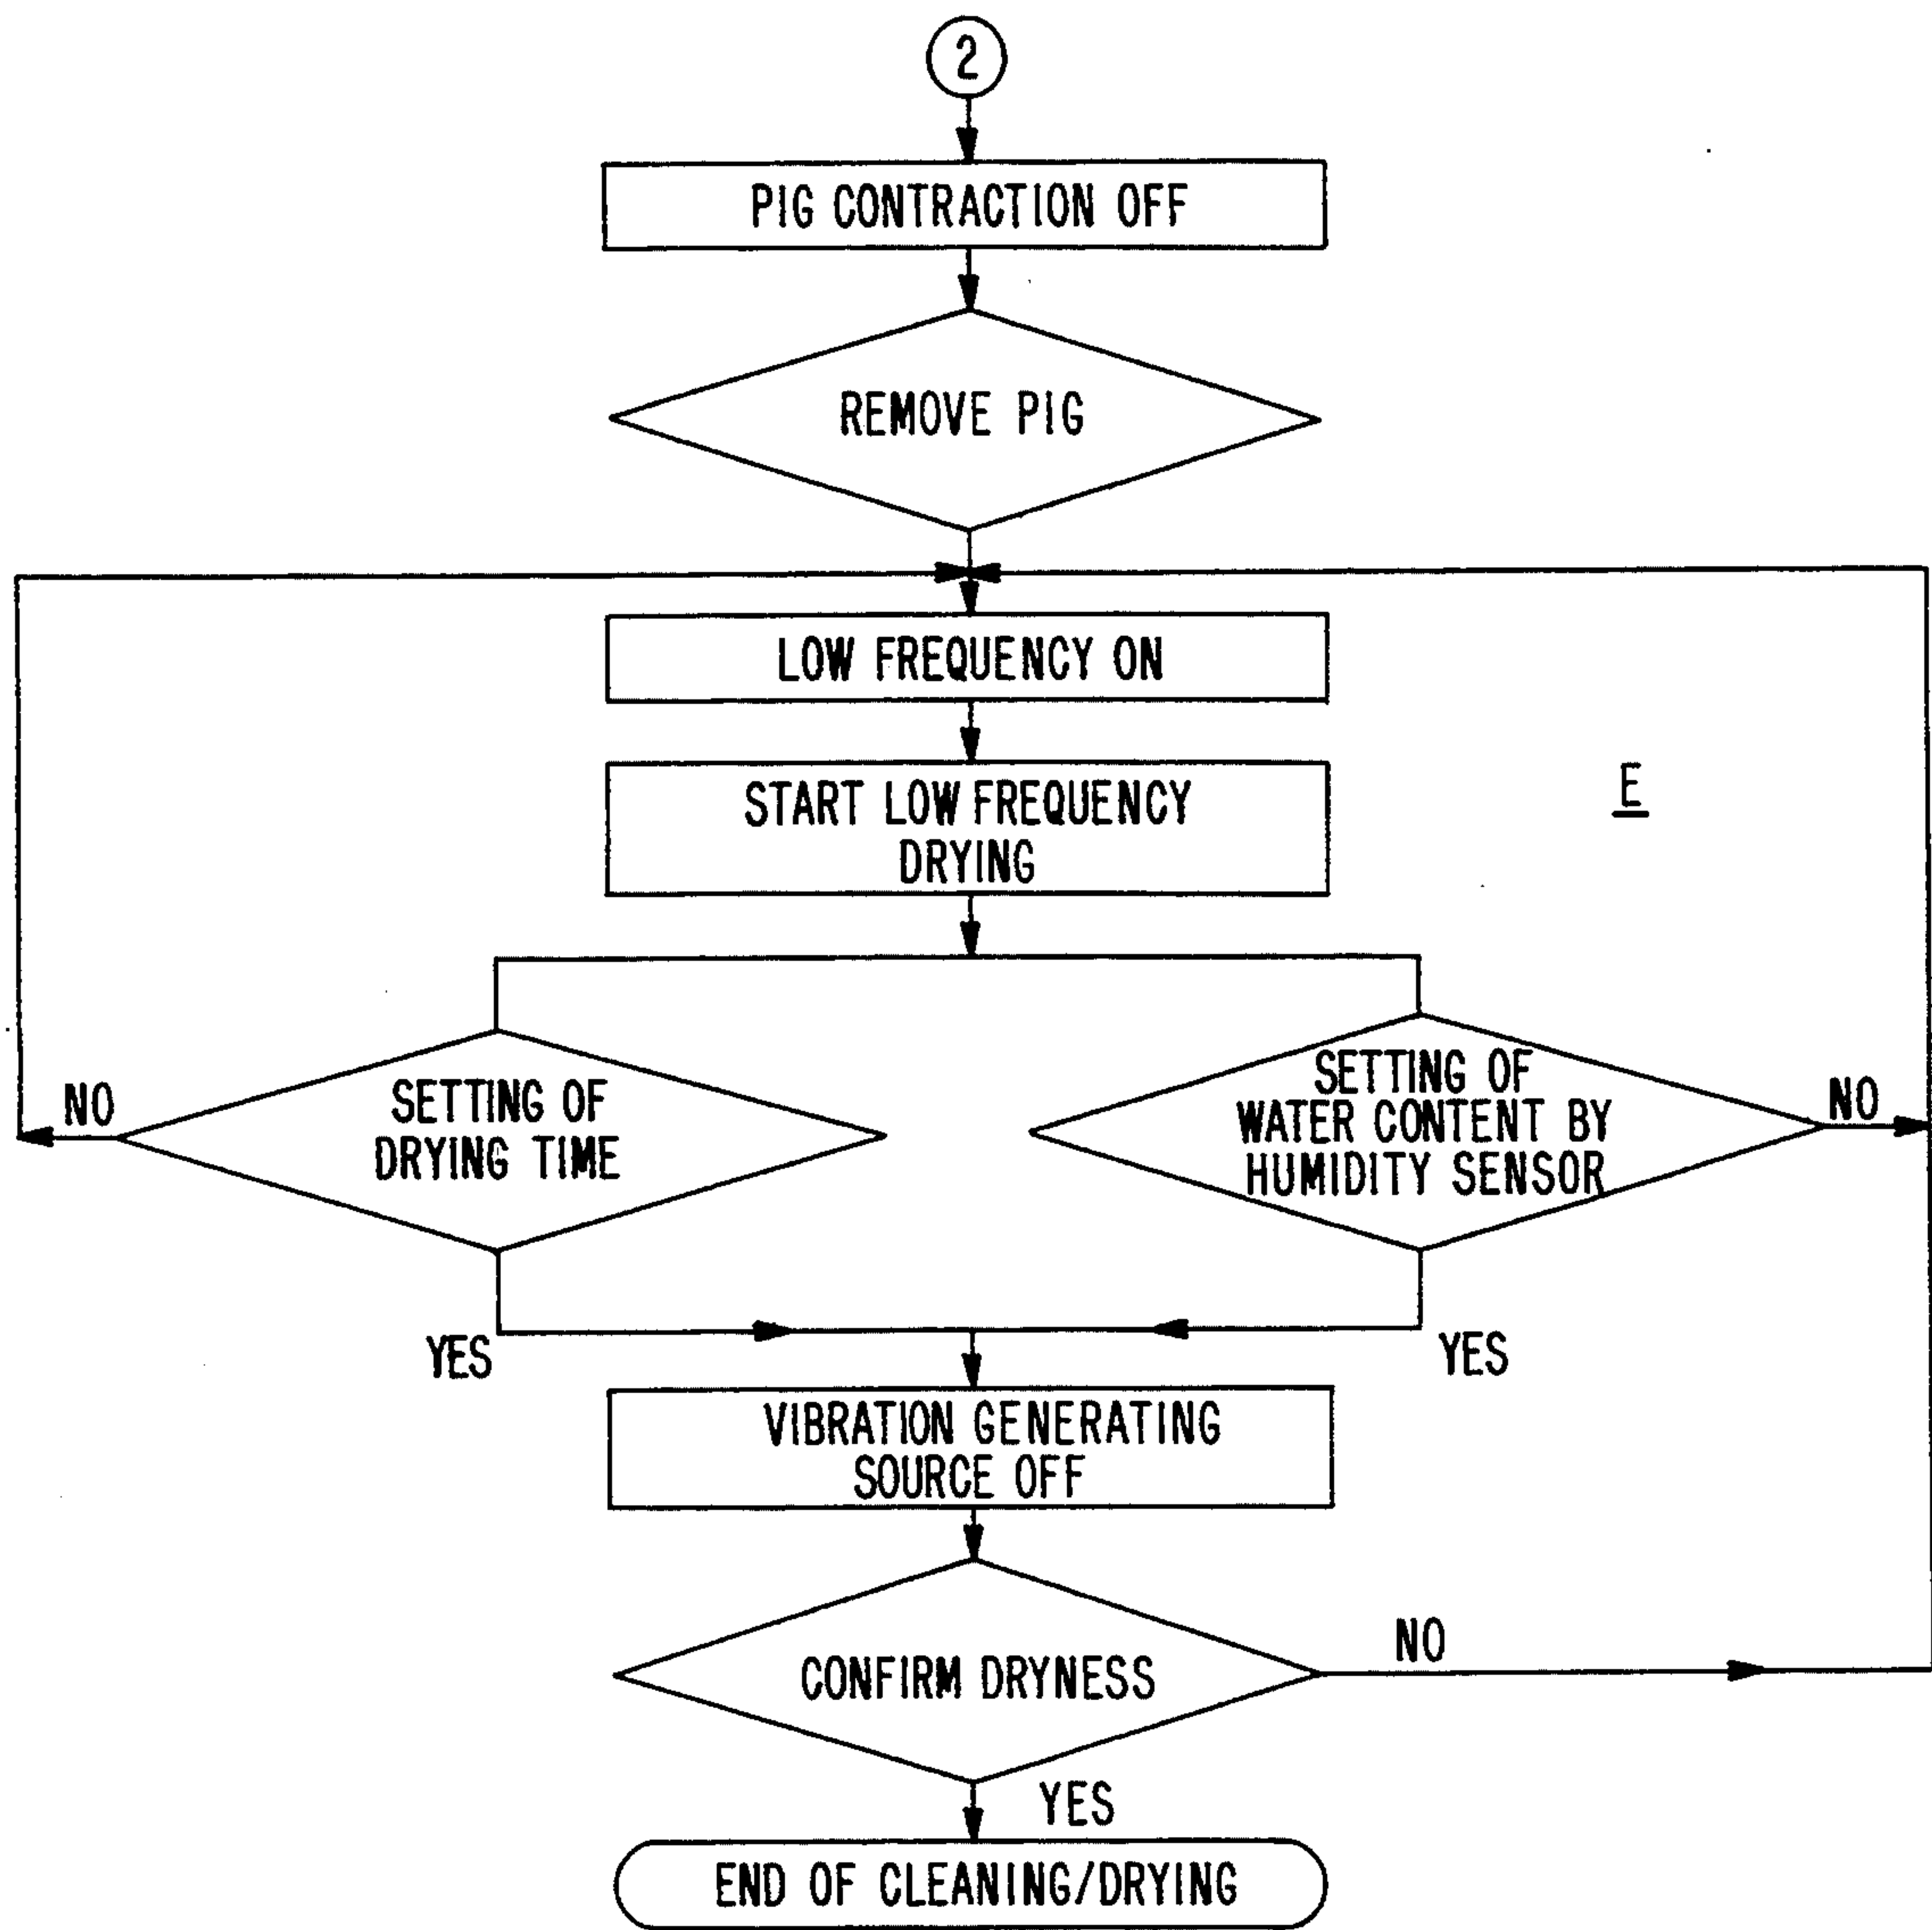 2
PIG CONTRACTION OFF
REMOVE PIG
LOW FREQUENCY ON
START LOW FREQUENCY
DRYING
E
NO
SETTING OF
DRYING TIME
SETTING OF
WATER CONTENT BY
HUMIDITY SENSOR
NO
YES
YES
VIBRATION GENERATING
SOURCE OFF
CONFIRM DRYNESS
NO
YES
END OF CLEANING/DRYING